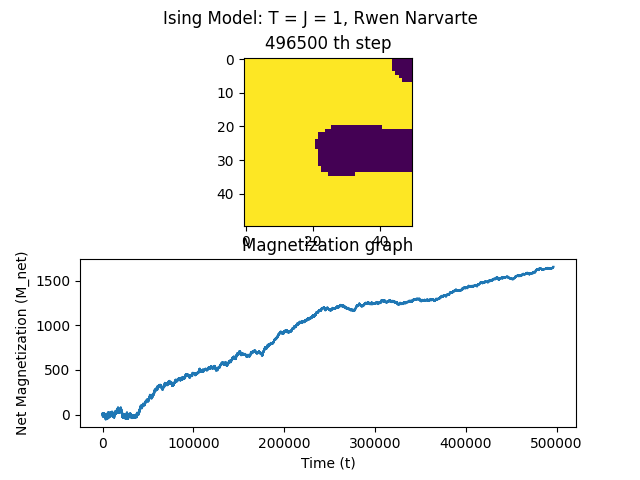 Ising Model: T = J = 1, Rwen Narvarte
496500 th step
0
10
20
30
40
0 20 40
Magnetization graph
Net Magnetization (M_net)
1500
1000
500
0
0 100000 200000 300000 400000 500000
Time (t)